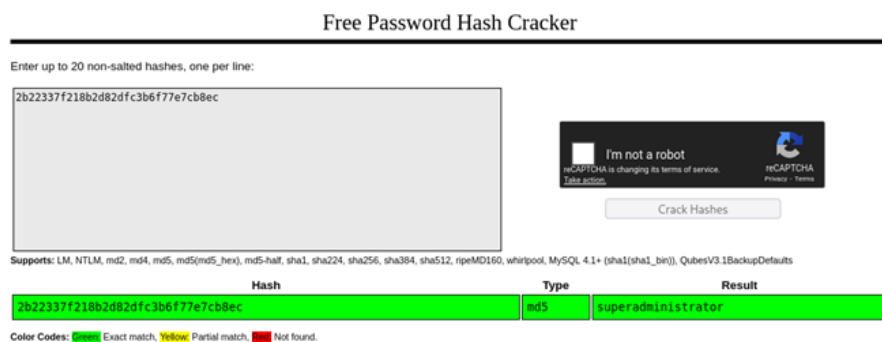 Free Password Hash Cracker
Enter up to 20 non-salted hashes, one per line:
2b22337f218b2d82dfc3b6f77e7cb8ec
I'm not a robot
reCAPTCHA is changing its terms of service.
Take action.
reCAPTCHA
Privacy - Terms
Crack Hashes
Supports: LM, NTLM, md2, md4, md5, md5(md5_hex), md5-half, sha1, sha224, sha256, sha384, sha512, ripeMD160, whirlpool, MySQL 4.1+ (sha1(sha1_bin)), QubesV3.1BackupDefaults
Hash Type Result
2b22337f218b2d82dfc3b6f77e7cb8ec md5 superadministrator
Color Codes: Green: Exact match, Yellow: Partial match, Red: Not found.